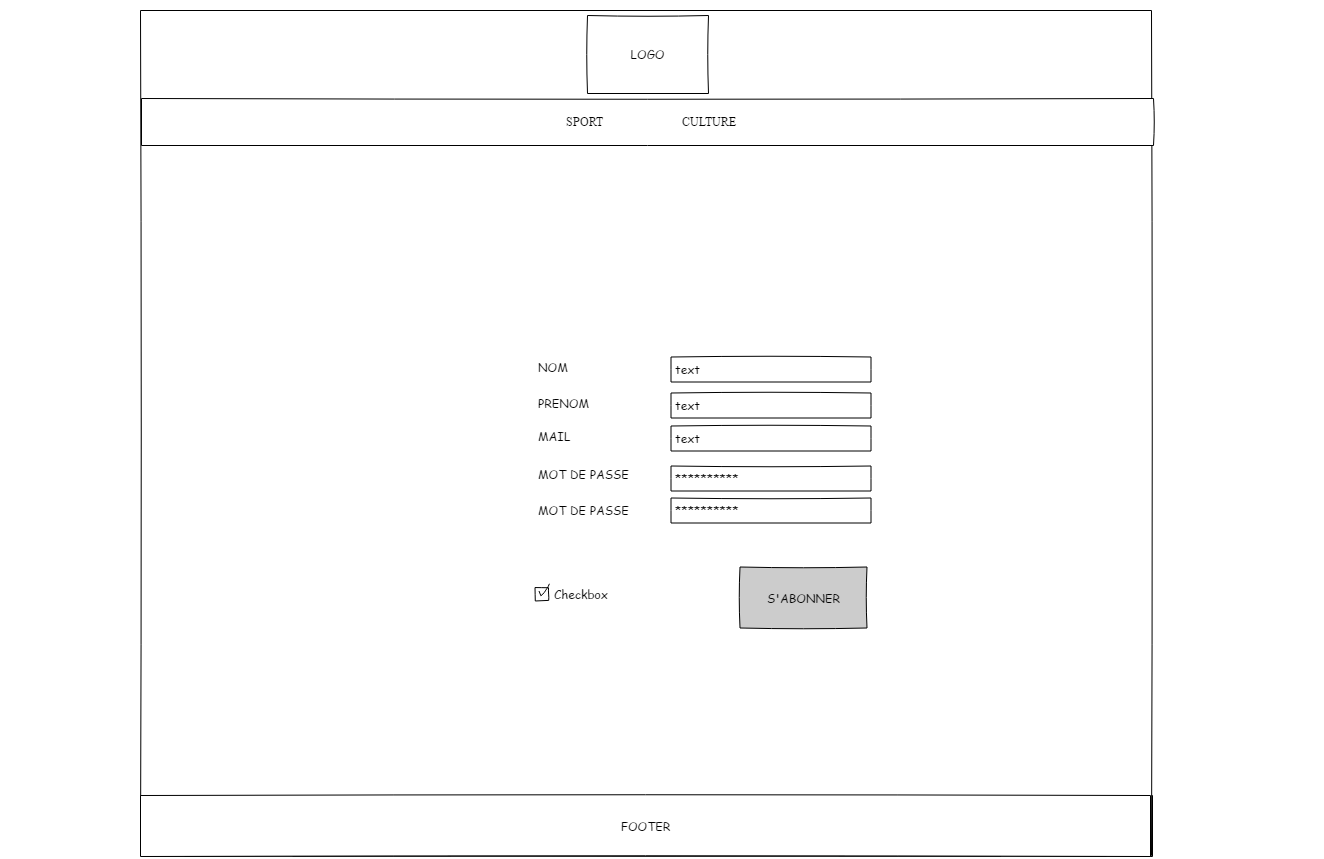 LOGO
SPORT CULTURE
NOM text
PRENOM text
MAIL text
MOT DE PASSE **********
MOT DE PASSE **********
Checkbox S'ABONNER
FOOTER